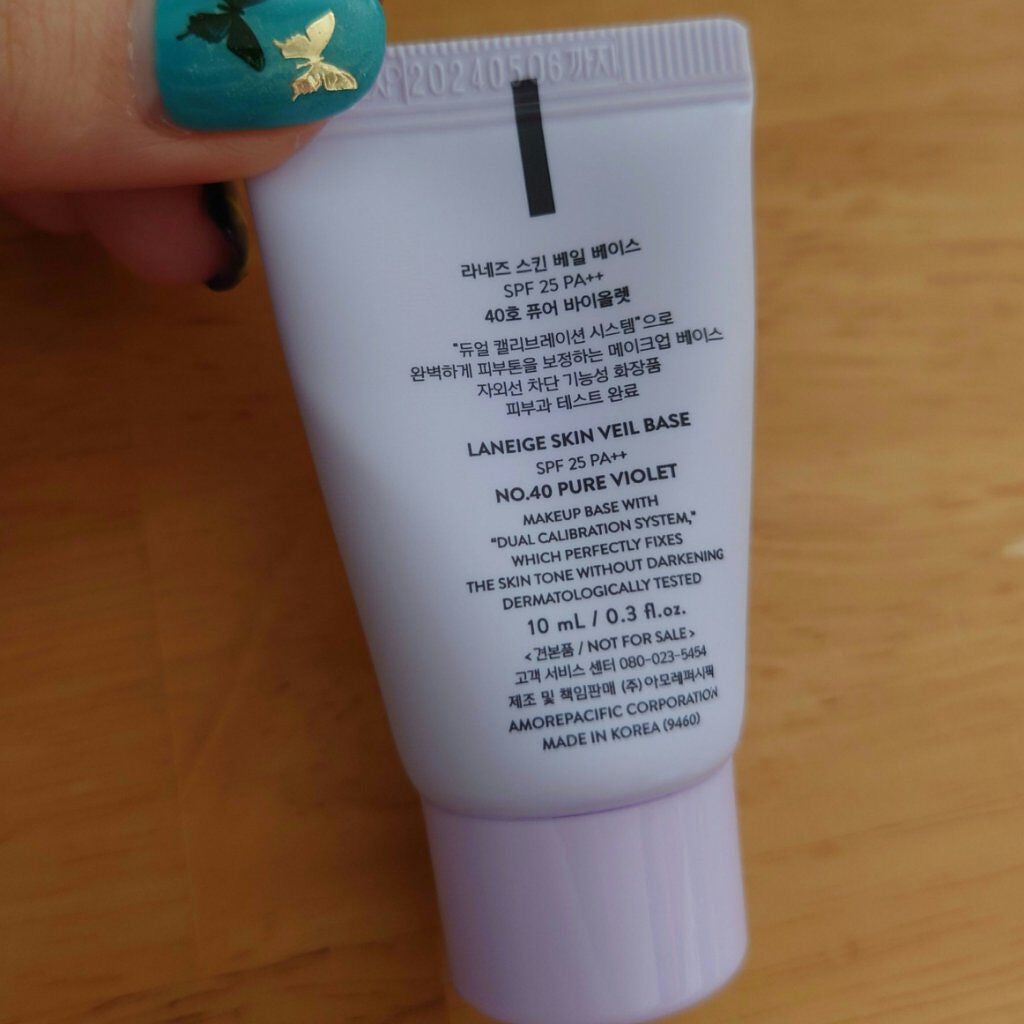 20240506까지
라네즈 스킨 베일 베이스
SPF 25 PA++
40호 퓨어 바이올렛
"듀얼 캘리브레이션 시스템"으로
완벽하게 피부톤을 보정하는 메이크업 베이스
자외선 차단 기능성 화장품
피부과 테스트 완료
LANEIGE SKIN VEIL BASE
SPF 25 PA++
NO.40 PURE VIOLET
MAKEUP BASE WITH
"DUAL CALIBRATION SYSTEM,"
WHICH PERFECTLY FIXES
THE SKIN TONE WITHOUT DARKENING
DERMATOLOGICALLY TESTED
10 mL / 0.3 fl.oz.
<견본품 / NOT FOR SALE>
고객 서비스 센터 080-023-5454
제조 및 책임판매 (주)아모레퍼시픽
AMOREPACIFIC CORPORATION
MADE IN KOREA (9460)